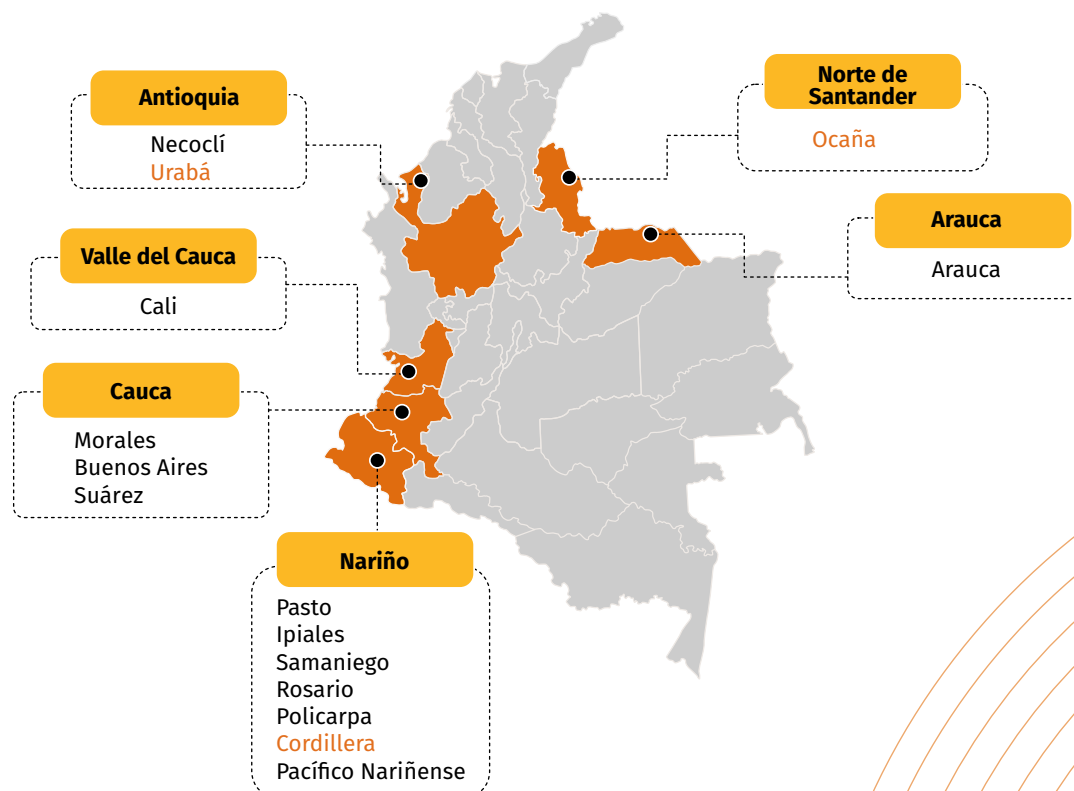 Antioquia
Necoclí
Urabá
Norte de
Santander
Ocaña
Arauca
Arauca
Valle del Cauca
Cali
Cauca
Morales
Buenos Aires
Suárez
Nariño
Pasto
Ipiales
Samaniego
Rosario
Policarpa
Cordillera
Pacífico Nariñense